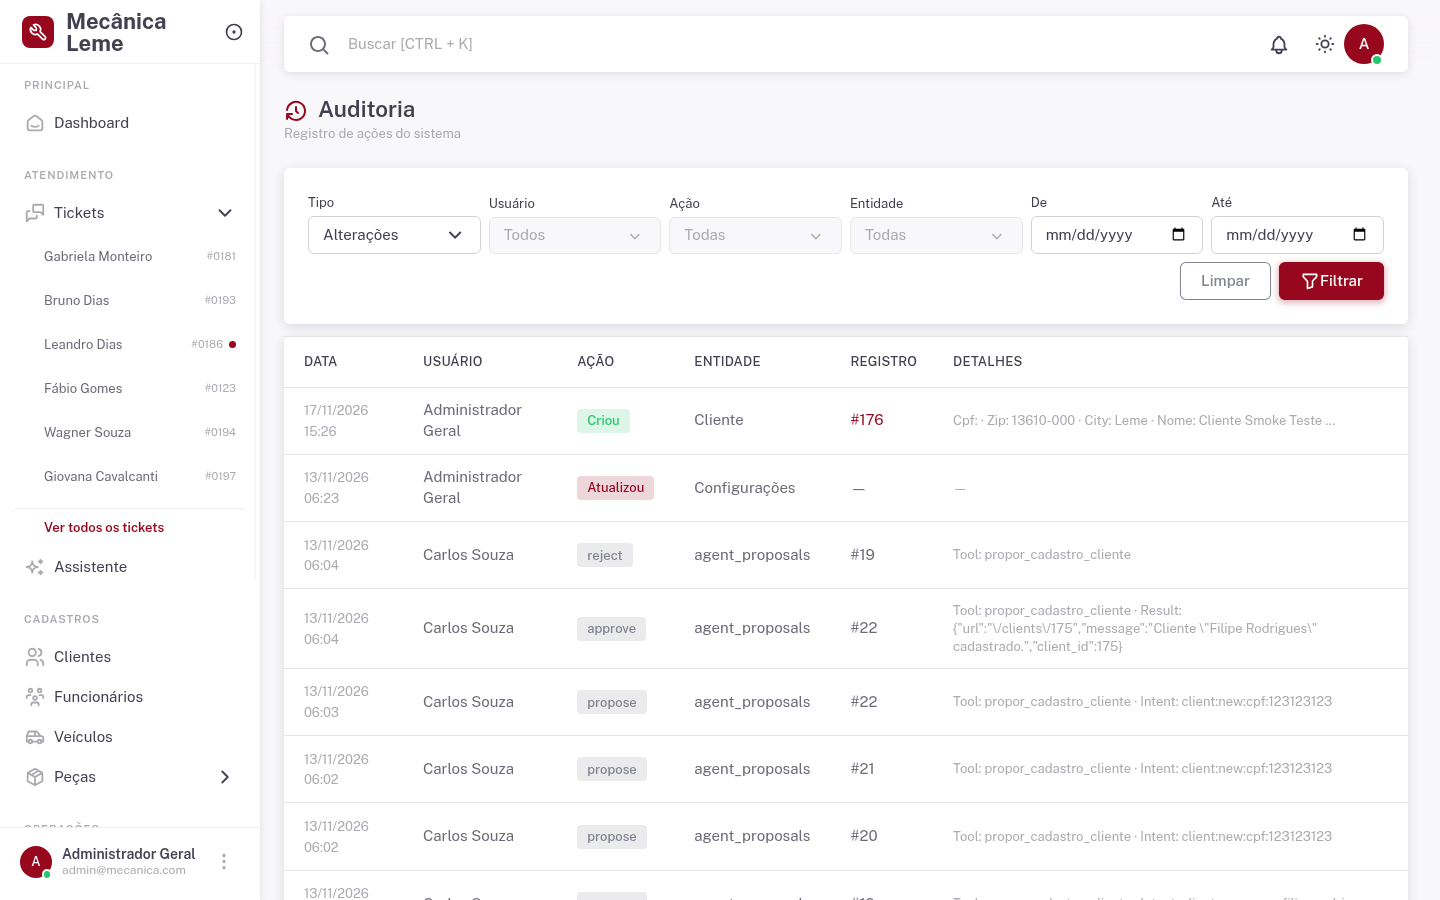 Mecânica
Leme
PRINCIPAL
Dashboard
ATENDIMENTO
Tickets
Gabriela Monteiro #0181
Bruno Dias #0193
Leandro Dias #0186
Fábio Gomes #0123
Wagner Souza #0194
Giovana Cavalcanti #0197
Ver todos os tickets
Assistente
CADASTROS
Clientes
Funcionários
Veículos
Peças
A Administrador Geral
admin@mecanica.com
Buscar [CTRL + K]
A
Auditoria
Registro de ações do sistema
Tipo Usuário Ação Entidade De Até
Alterações Todos Todas Todas mm/dd/yyyy mm/dd/yyyy
Limpar Filtrar
DATA USUÁRIO AÇÃO ENTIDADE REGISTRO DETALHES
17/11/2026 15:26 Administrador Geral Criou Cliente #176 Cpf: · Zip: 13610-000 · City: Leme · Nome: Cliente Smoke Teste ...
13/11/2026 06:23 Administrador Geral Atualizou Configurações — —
13/11/2026 06:04 Carlos Souza reject agent_proposals #19 Tool: propor_cadastro_cliente
13/11/2026 06:04 Carlos Souza approve agent_proposals #22 Tool: propor_cadastro_cliente · Result:
{"url":"\/clients\/175","message":"Cliente \"Filipe Rodrigues\"
cadastrado.","client_id":175}
13/11/2026 06:03 Carlos Souza propose agent_proposals #22 Tool: propor_cadastro_cliente · Intent: client:new:cpf:123123123
13/11/2026 06:02 Carlos Souza propose agent_proposals #21 Tool: propor_cadastro_cliente · Intent: client:new:cpf:123123123
13/11/2026 06:02 Carlos Souza propose agent_proposals #20 Tool: propor_cadastro_cliente · Intent: client:new:cpf:123123123
13/11/2026